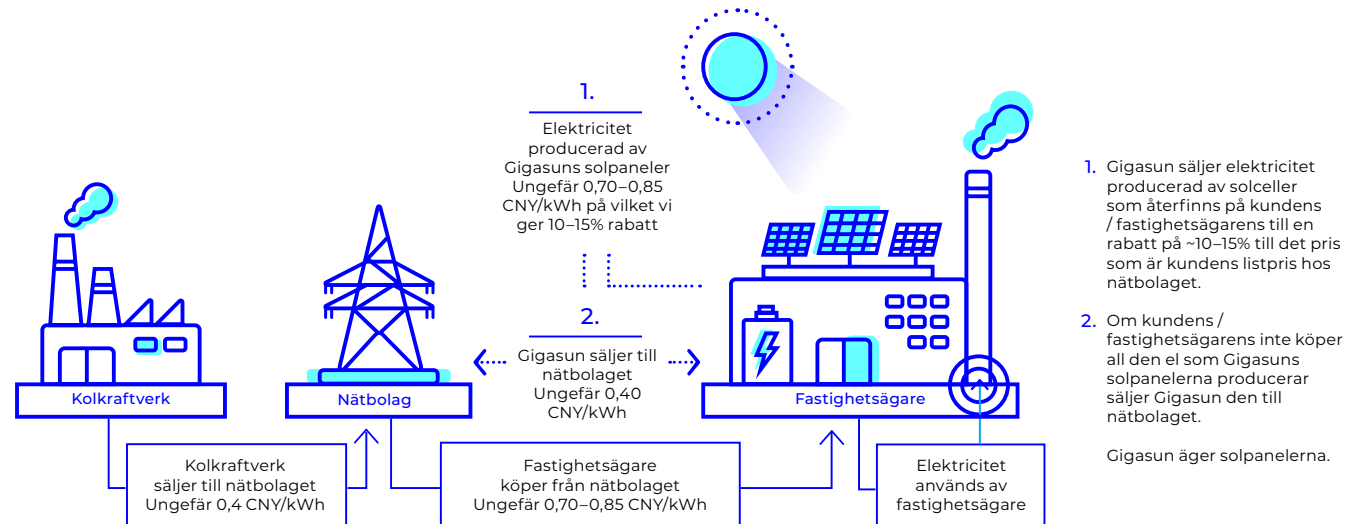 1.
Elektricitet
producerad av
Gigasuns solpaneler
Ungefär 0,70–0,85
CNY/kWh på vilket vi
ger 10–15% rabatt
2.
Gigasun säljer till
nätbolaget
Ungefär 0,40
CNY/kWh
Kolkraftverk
Nätbolag
Fastighetsägare
Kolkraftverk
säljer till nätbolaget
Ungefär 0,4 CNY/kWh
Fastighetsägare
köper från nätbolaget
Ungefär 0,70–0,85 CNY/kWh
Elektricitet
används av
fastighetsägare
1. Gigasun säljer elektricitet
producerad av solceller
som återfinns på kundens
/ fastighetsägarens till en
rabatt på ~10–15% till det pris
som är kundens listpris hos
nätbolaget.
2. Om kundens /
fastighetsägarens inte köper
all den el som Gigasuns
solpanelerna producerar
säljer Gigasun den till
nätbolaget.
Gigasun äger solpanelerna.